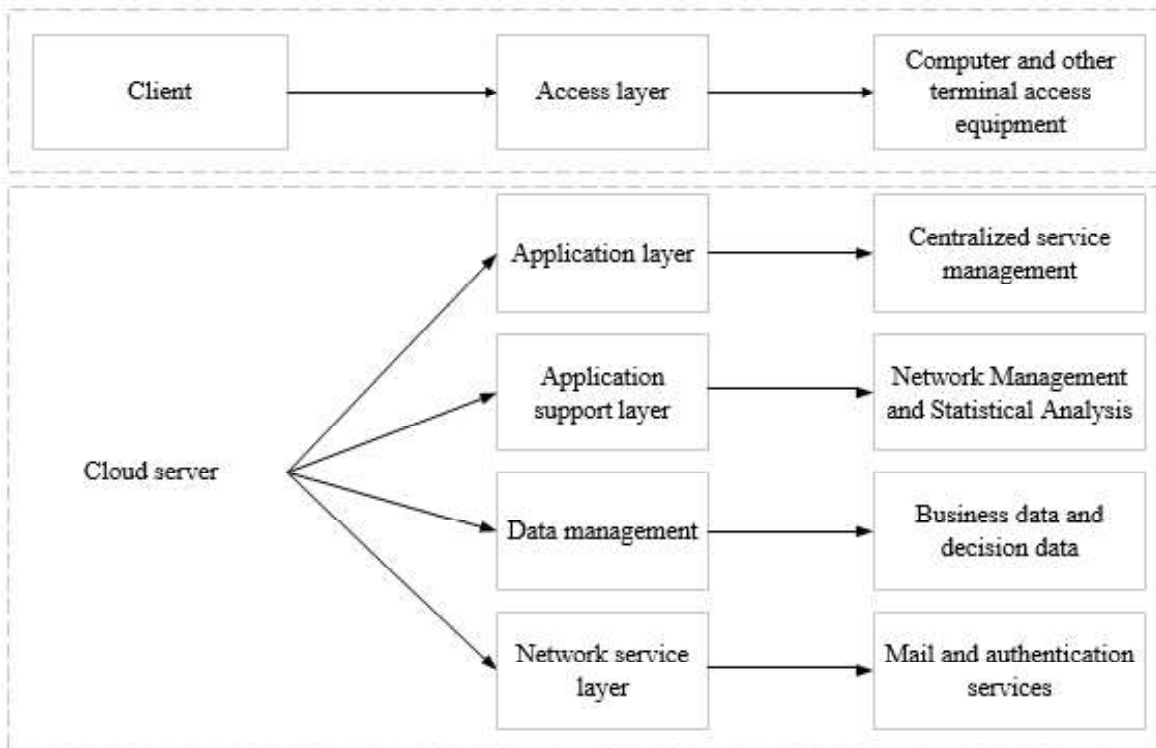 Client
Access layer
Computer and other
terminal access
equipment
Application layer
Centralized service
management
Application
support layer
Network Management
and Statistical Analysis
Cloud server
Data management
Business data and
decision data
Network service
layer
Mail and authentication
services